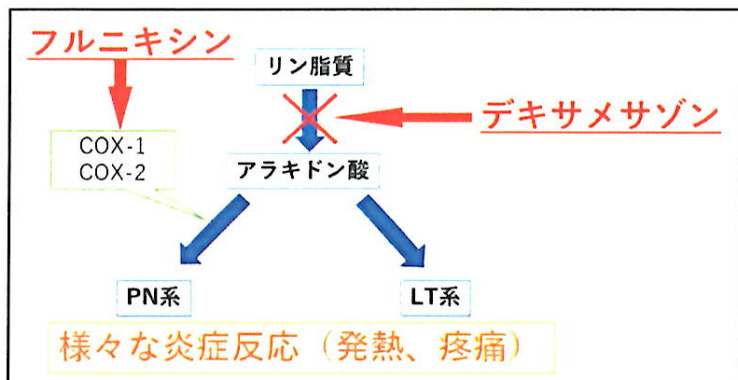 フルニキシン
リン脂質
デキサメサゾン
COX-1
COX-2
アラキドン酸
PN系
LT系
様々な炎症反応（発熱、疼痛）